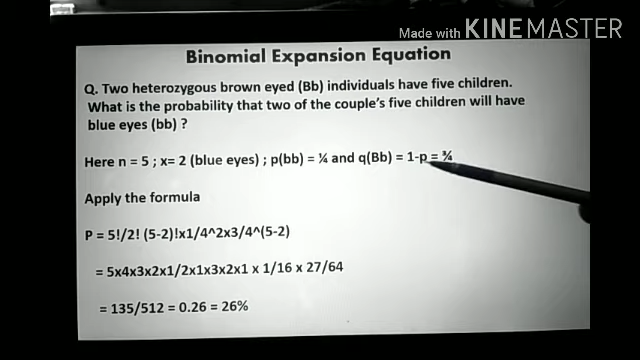 Made with KINEMASTER
Binomial Expansion Equation
Q. Two heterozygous brown eyed (Bb) individuals have five children.
What is the probability that two of the couple's five children will have
blue eyes (bb) ?
Here n = 5 ; x= 2 (blue eyes) ; p(bb) = ¼ and q(Bb) = 1-p = ¾
Apply the formula
P = 5!/2! (5-2)!x1/4^2x3/4^(5-2)
= 5x4x3x2x1/2x1x3x2x1 x 1/16 x 27/64
= 135/512 = 0.26 = 26%